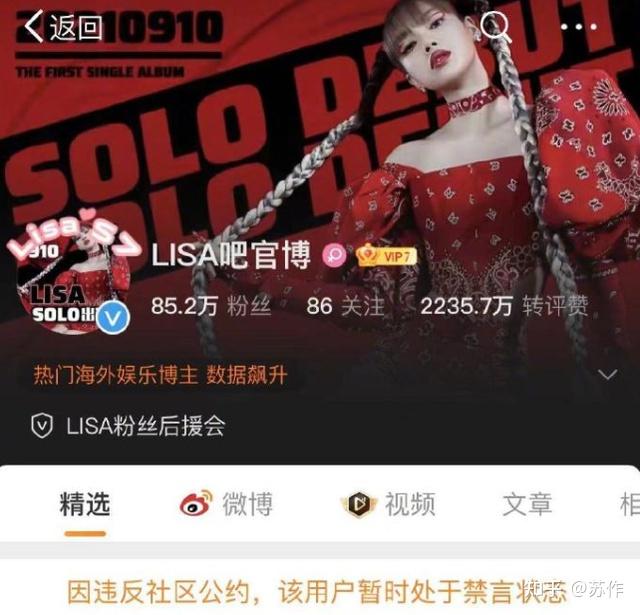 返回
10910
THE FIRST SINGLE ALBUM
SOLO DEBUT
SOLO DE
Lisa
LISA吧官博
VIP7
910
LISA
SOLO出
85.2万 粉丝 86 关注 2235.7万 转评赞
热门海外娱乐博主 数据飙升
LISA粉丝后援会
精选 微博 视频 文章 相
因违反社区公约，该用户暂时处于禁言状态
知乎 @苏作